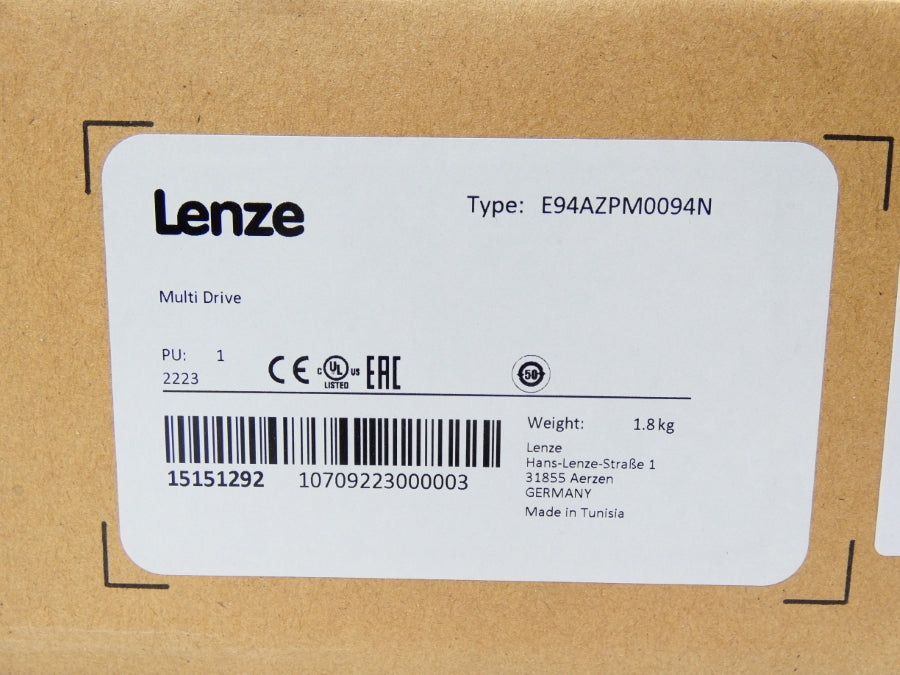 Lenze
Type: E94AZPM0094N
Multi Drive
PU: 1
2223
CE C UL US LISTED EAC
50
Weight: 1.8 kg
15151292 10709223000003
Lenze
Hans-Lenze-Straße 1
31855 Aerzen
GERMANY
Made in Tunisia